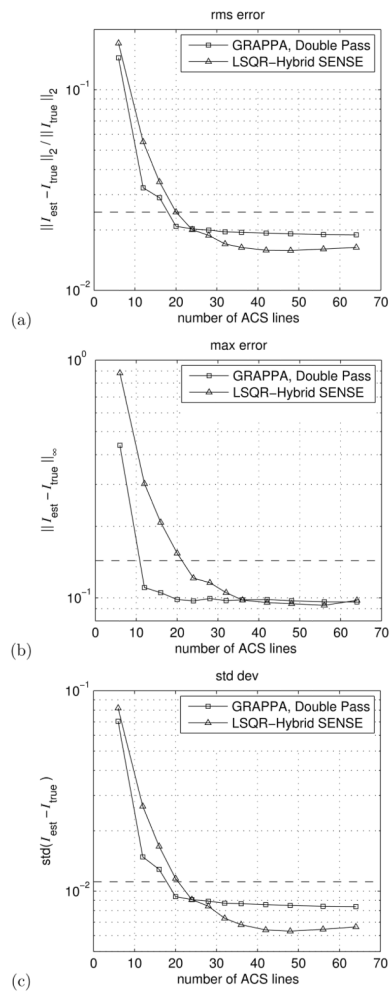 rms error
GRAPPA, Double Pass
LSQR−Hybrid SENSE
10⁻¹
10⁻²
|| I_est − I_true ||₂ / || I_true ||₂
0 10 20 30 40 50 60 70
number of ACS lines
(a)
max error
GRAPPA, Double Pass
LSQR−Hybrid SENSE
10⁰
10⁻¹
|| I_est − I_true ||_∞
0 10 20 30 40 50 60 70
number of ACS lines
(b)
std dev
GRAPPA, Double Pass
LSQR−Hybrid SENSE
10⁻¹
10⁻²
std(I_est − I_true)
0 10 20 30 40 50 60 70
number of ACS lines
(c)